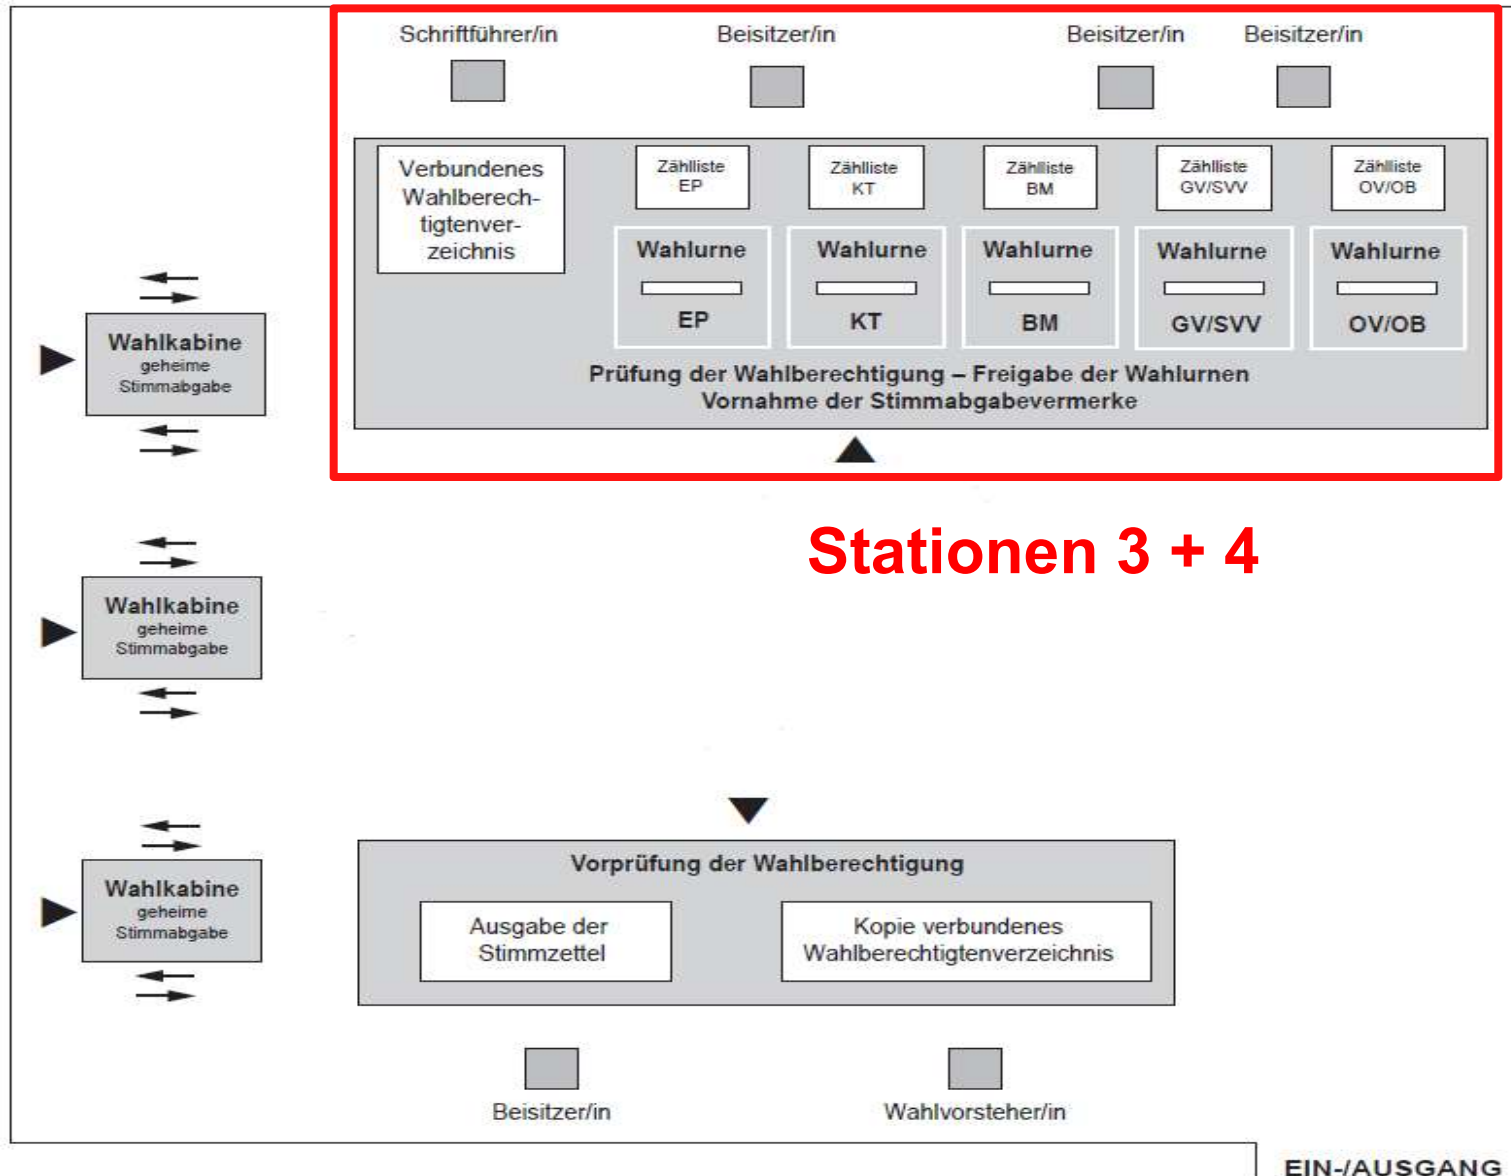 Schriftführer/in
Beisitzer/in
Beisitzer/in
Beisitzer/in
Verbundenes
Wahlberech-
tigtenver-
zeichnis
Zählliste
EP
Zählliste
KT
Zählliste
BM
Zählliste
GV/SVV
Zählliste
OV/OB
Wahlurne
EP
Wahlurne
KT
Wahlurne
BM
Wahlurne
GV/SVV
Wahlurne
OV/OB
Prüfung der Wahlberechtigung – Freigabe der Wahlurnen
Vornahme der Stimmabgabevermerke
Wahlkabine
geheime
Stimmabgabe
Stationen 3 + 4
Wahlkabine
geheime
Stimmabgabe
Wahlkabine
geheime
Stimmabgabe
Vorprüfung der Wahlberechtigung
Ausgabe der
Stimmzettel
Kopie verbundenes
Wahlberechtigtenverzeichnis
Beisitzer/in
Wahlvorsteher/in
EIN-/AUSGANG